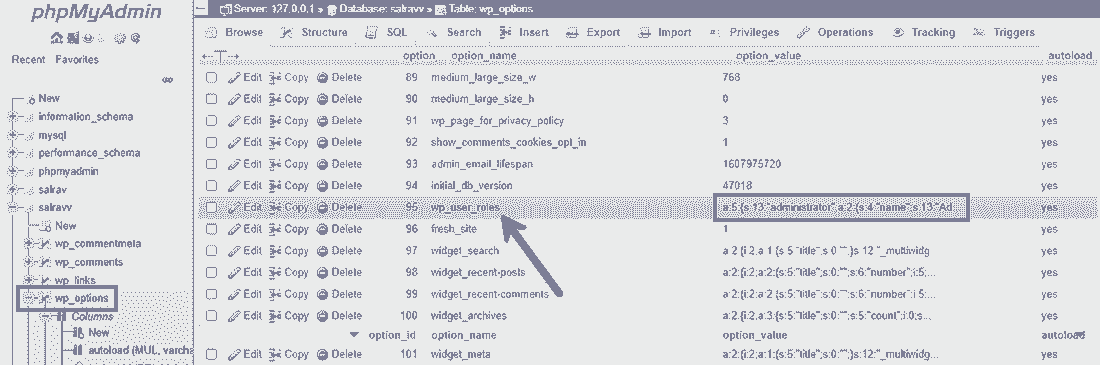 phpMyAdmin
Recent Favorites
New
information_schema
mysql
performance_schema
phpmyadmin
salrav
salravv
New
wp_commentmeta
wp_comments
wp_links
wp_options
Columns
New
autoload (MUL, varcha
Server: 127.0.0.1 » Database: salravv » Table: wp_options
Browse Structure SQL Search Insert Export Import Privileges Operations Tracking Triggers
option option_name option_value autoload
Edit Copy Delete 89 medium_large_size_w 768 yes
Edit Copy Delete 90 medium_large_size_h 0 yes
Edit Copy Delete 91 wp_page_for_privacy_policy 3 yes
Edit Copy Delete 92 show_comments_cookies_opt_in 1 yes
Edit Copy Delete 93 admin_email_lifespan 1607975720 yes
Edit Copy Delete 94 initial_db_version 47018 yes
Edit Copy Delete 95 wp_user_roles a:5:{s:13:"administrator";a:2:{s:4:"name";s:13:"Ad yes
Edit Copy Delete 96 fresh_site 1 yes
Edit Copy Delete 97 widget_search a:2:{i:2;a:1:{s:5:"title";s:0:"";}s:12:"_multiwidg yes
Edit Copy Delete 98 widget_recent-posts a:2:{i:2;a:2:{s:5:"title";s:0:"";s:6:"number";i:5;... yes
Edit Copy Delete 99 widget_recent-comments a:2:{i:2;a:2:{s:5:"title";s:0:"";s:6:"number";i:5;... yes
Edit Copy Delete 100 widget_archives a:2:{i:2;a:3:{s:5:"title";s:0:"";s:5:"count";i:0;s... yes
option_id option_name option_value autoload
Edit Copy Delete 101 widget_meta a:2:{i:2;a:1:{s:5:"title";s:0:"";}s:12:"_multiwidg... yes